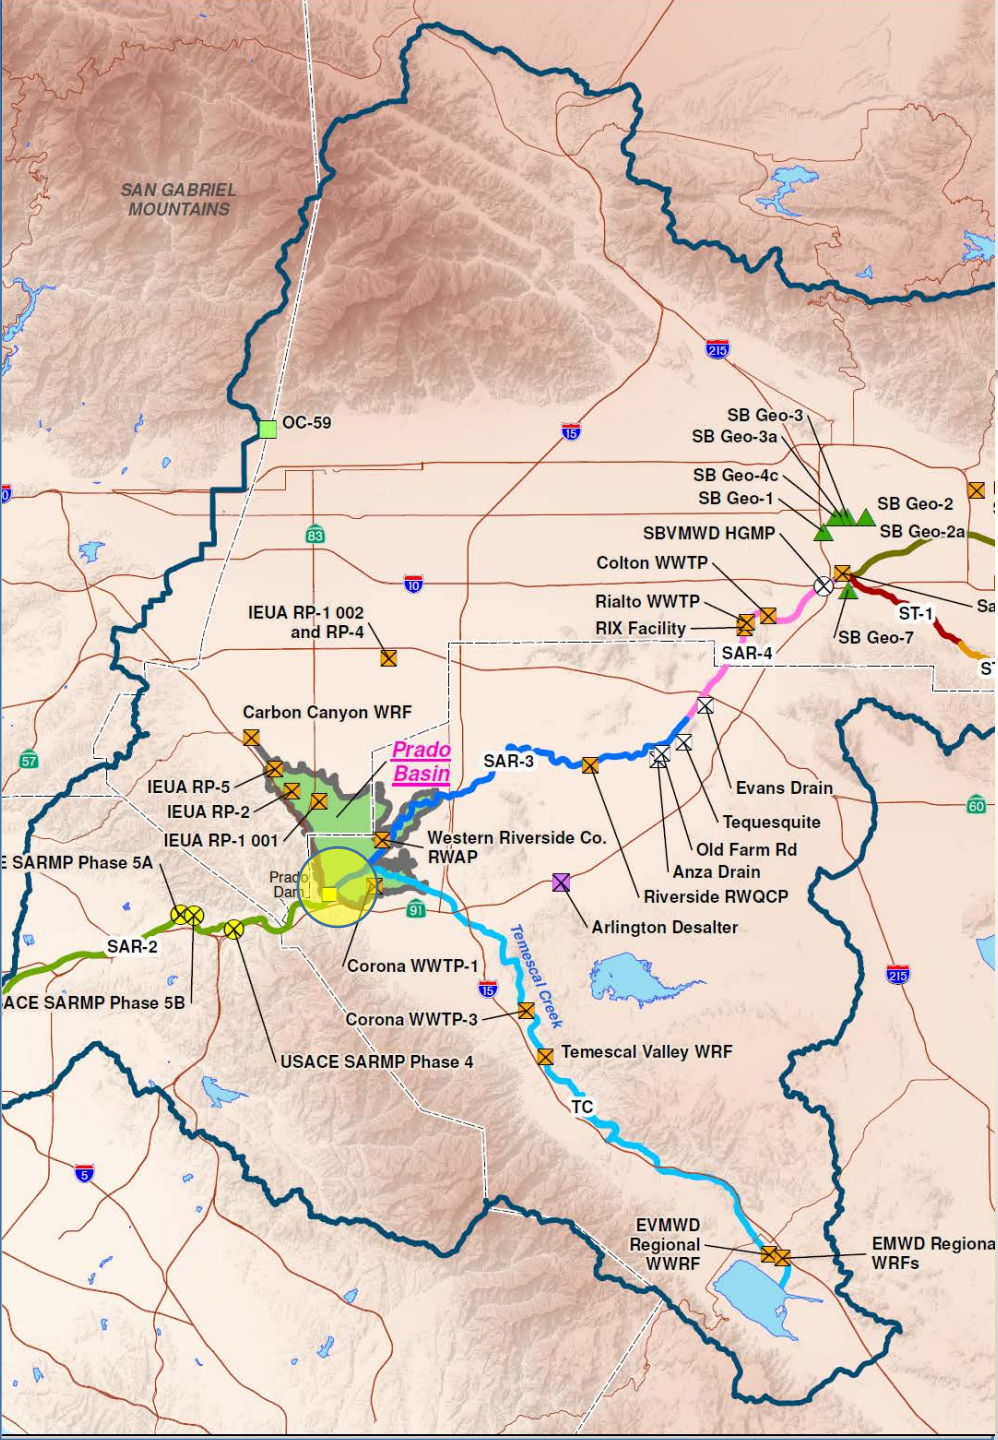 SAN GABRIEL
MOUNTAINS
215
OC-59
15
SB Geo-3
SB Geo-3a
SB Geo-4c
SB Geo-1
SB Geo-2
SB Geo-2a
SBVMWD HGMP
83
10
Colton WWTP
Rialto WWTP
RIX Facility
ST-1
Sa
SB Geo-7
SAR-4
ST
IEUA RP-1 002
and RP-4
Carbon Canyon WRF
57
Prado
Basin
SAR-3
IEUA RP-5
IEUA RP-2
IEUA RP-1 001
Evans Drain
60
Tequesquite
Old Farm Rd
Anza Drain
Riverside RWQCP
Western Riverside Co.
RWAP
E SARMP Phase 5A
Prado
Dam
91
Arlington Desalter
SAR-2
Corona WWTP-1
Temescal Creek
215
15
ACE SARMP Phase 5B
Corona WWTP-3
USACE SARMP Phase 4
Temescal Valley WRF
TC
5
EVMWD
Regional
WWRF
EMWD Regiona
WRFs